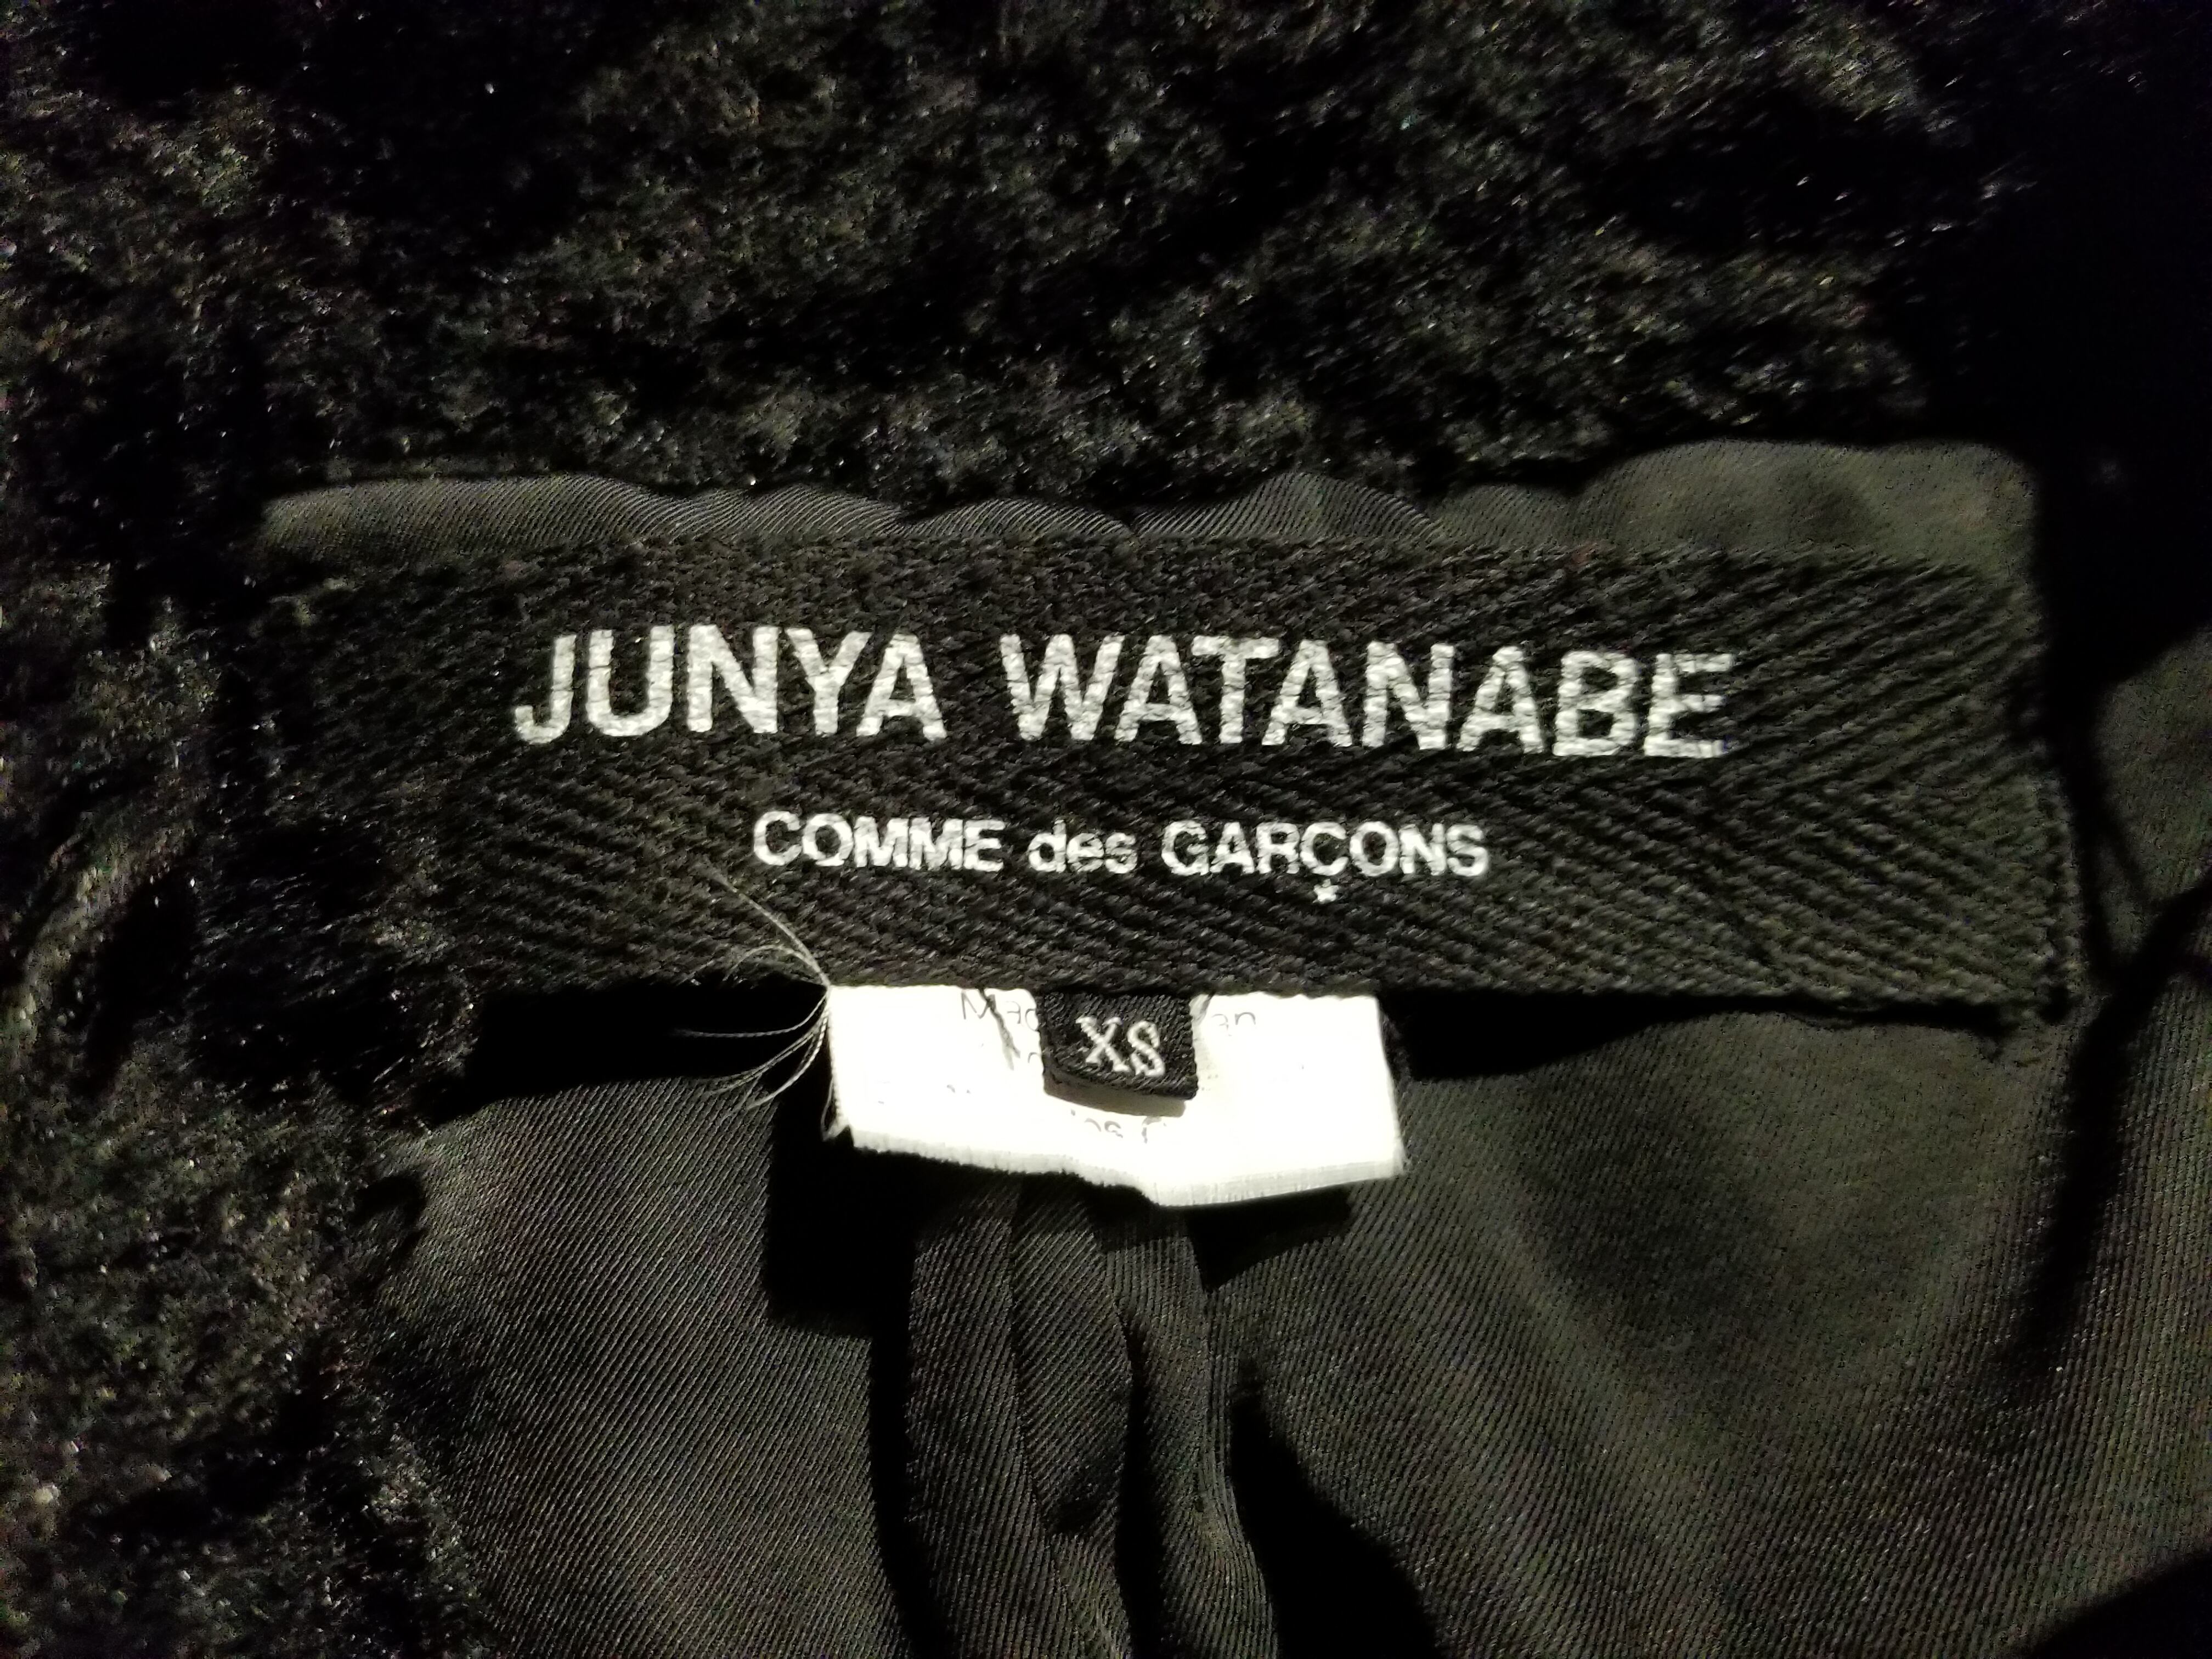 JUNYA WATANABE
COMME des GARÇONS
XS